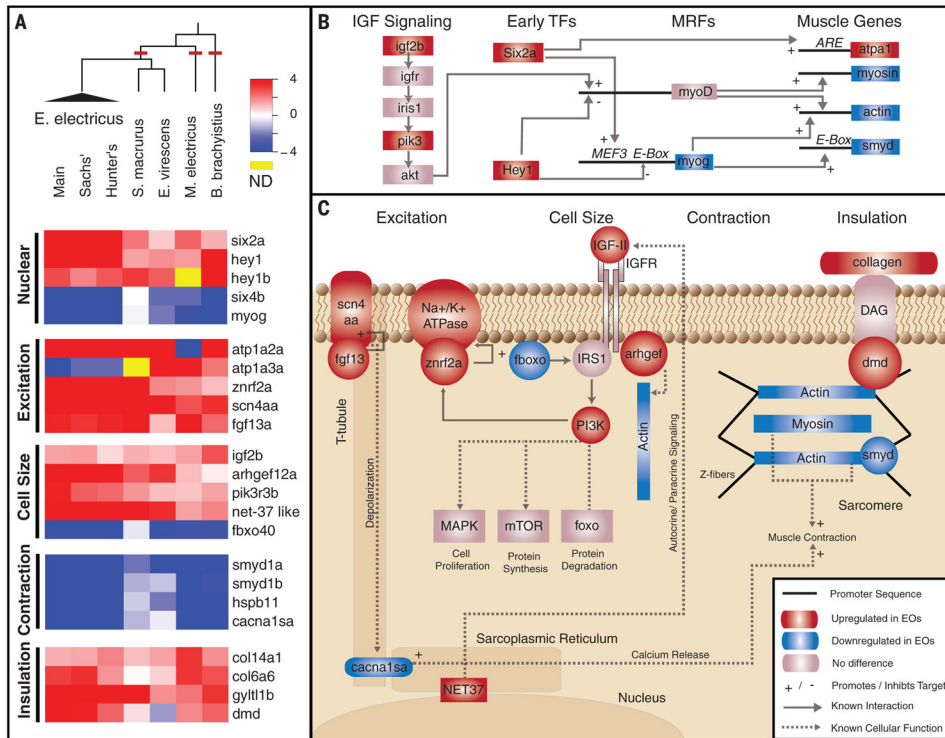 A
E. electricus
4
2
0
-2
-4
ND
Main
Sachs'
Hunter's
S. macrurus
E. virescens
M. electricus
B. brachyistius
Nuclear
six2a
hey1
hey1b
six4b
myog
Excitation
atp1a2a
atp1a3a
znrf2a
scn4aa
fgf13a
Cell Size
igf2b
arhgef12a
pik3r3b
net-37 like
fbxo40
Contraction
smyd1a
smyd1b
hspb11
cacna1sa
Insulation
col14a1
col6a6
gyltl1b
dmd
B
IGF Signaling
Early TFs
MRFs
Muscle Genes
igf2b
igfr
iris1
pik3
akt
Six2a
Hey1
+
-
myoD
+
MEF3
E-Box
-
myog
+
ARE
atpa1
+
myosin
+
+
actin
E-Box
smyd
+
C
Excitation
Cell Size
Contraction
Insulation
scn4
aa
+
fgf13
Na+/K+
ATPase
znrf2a
+
fboxo
IGF-II
IGFR
IRS1
arhgef
PI3K
Actin
collagen
DAG
dmd
Actin
Myosin
Actin
smyd
Z-fibers
Sarcomere
T-tubule
Depolarization
MAPK
mTOR
foxo
Cell
Proliferation
Protein
Synthesis
Protein
Degradation
Autocrine/ Paracrine Signaling
+
Muscle Contraction
+
Sarcoplasmic Reticulum
cacna1sa
+
Calcium Release
NET37
Nucleus
Promoter Sequence
Upregulated in EOs
Downregulated in EOs
No difference
+ / - Promotes / Inhibts Target
Known Interaction
Known Cellular Function